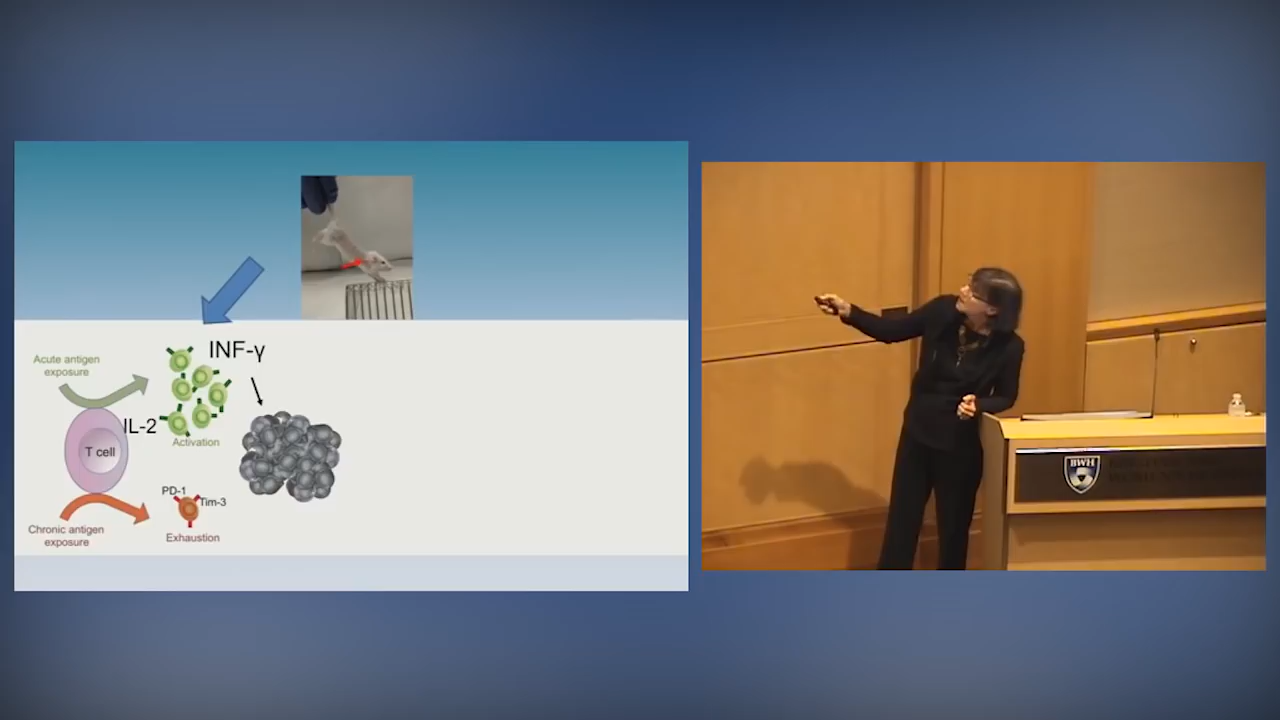 INF-γ
Acute antigen
exposure
IL-2
Activation
T cell
PD-1
Tim-3
Chronic antigen
exposure
Exhaustion
BWH